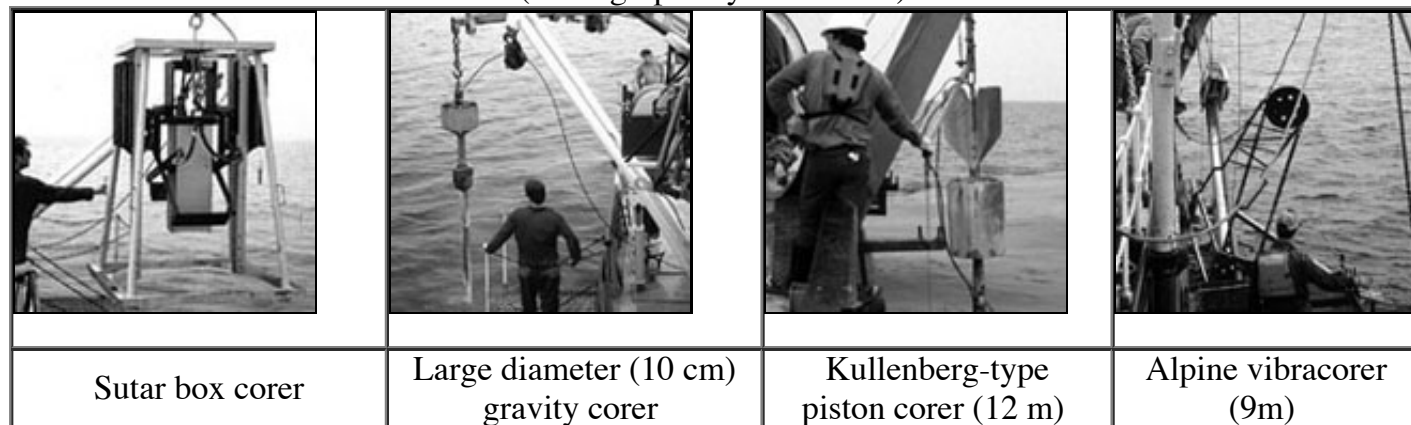 Sutar box corer
Large diameter (10 cm)
gravity corer
Kullenberg-type
piston corer (12 m)
Alpine vibracorer
(9m)